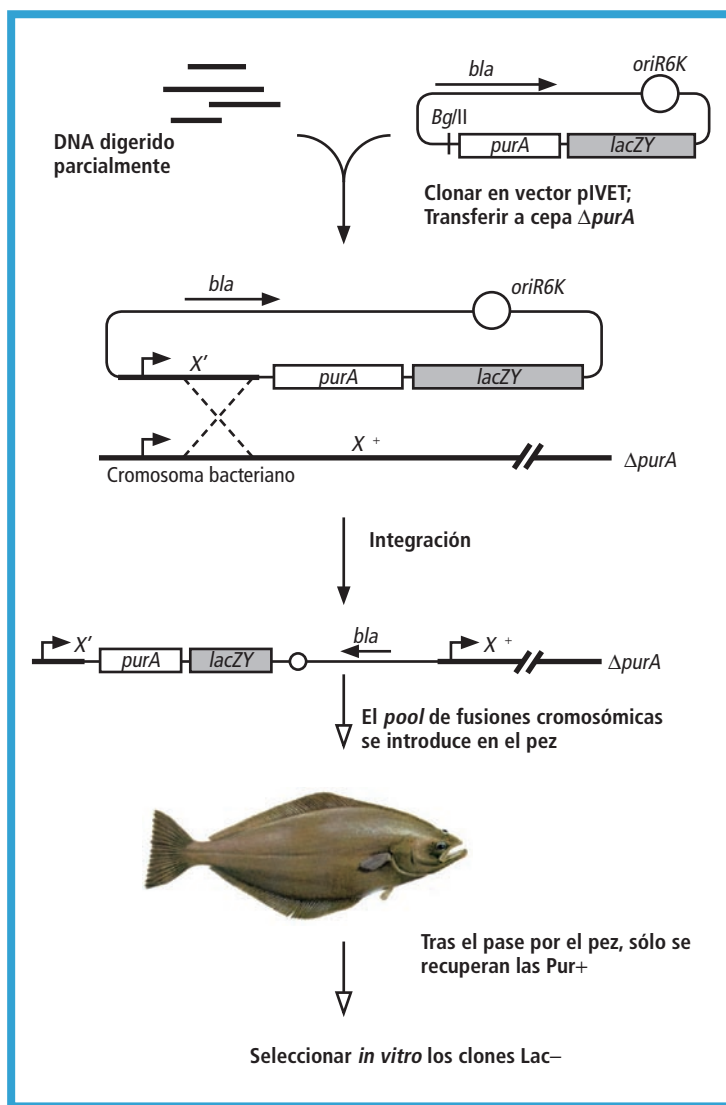 DNA digerido
parcialmente
bla
oriR6K
BglII
purA
lacZY
Clonar en vector pIVET;
Transferir a cepa ΔpurA
bla
oriR6K
X'
purA
lacZY
X +
Cromosoma bacteriano
ΔpurA
Integración
X'
purA
lacZY
bla
X +
ΔpurA
El pool de fusiones cromosómicas
se introduce en el pez
Tras el pase por el pez, sólo se
recuperan las Pur+
Seleccionar in vitro los clones Lac–